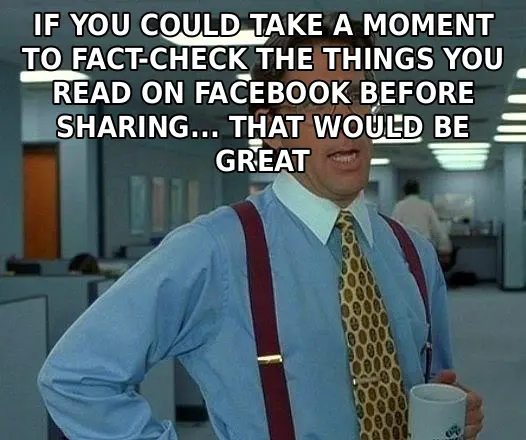 IF YOU COULD TAKE A MOMENT
TO FACT-CHECK THE THINGS YOU
READ ON FACEBOOK BEFORE
SHARING... THAT WOULD BE
GREAT